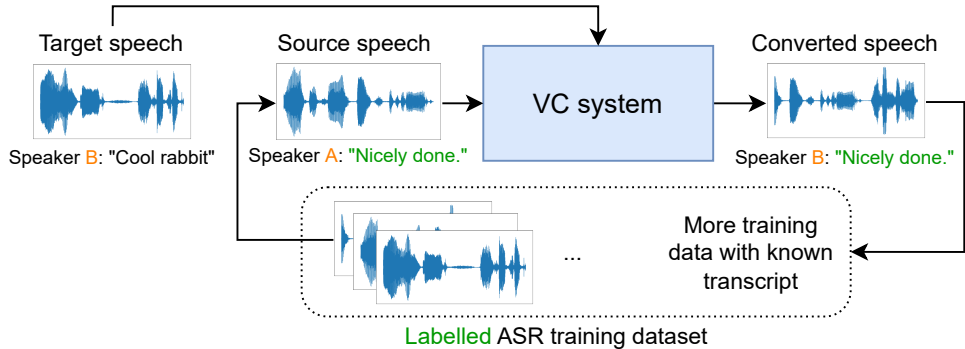 Target speech
Source speech
Converted speech
VC system
Speaker B: "Cool rabbit"
Speaker A: "Nicely done."
Speaker B: "Nicely done."
...
More training
data with known
transcript
Labelled ASR training dataset